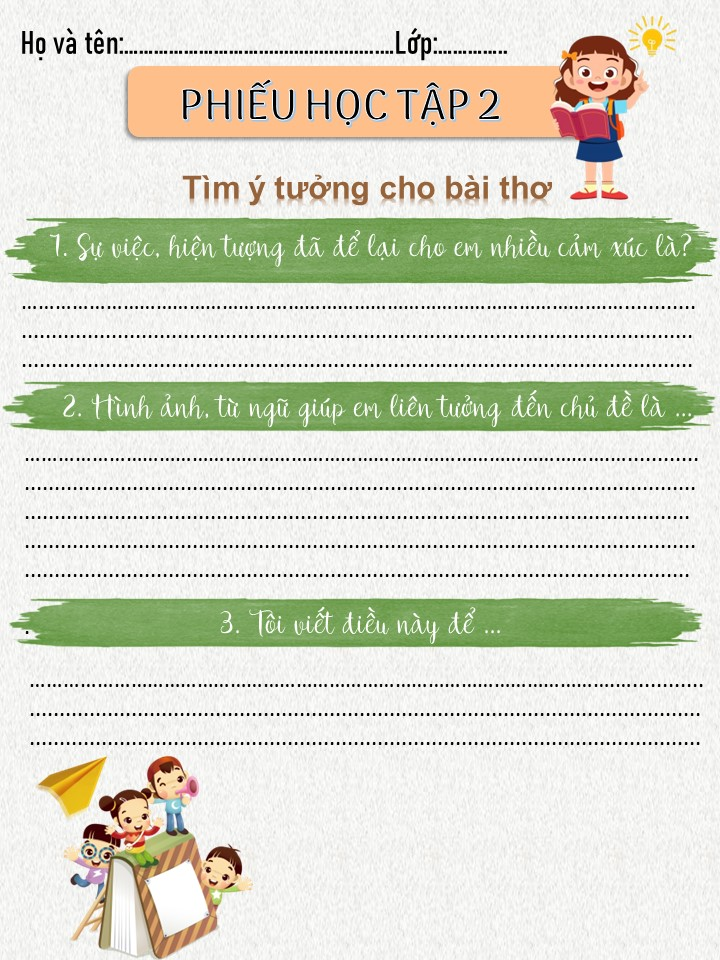 Họ và tên:……………………………………………Lớp:…………..
PHIẾU HỌC TẬP 2
Tìm ý tưởng cho bài thơ
1. Sự việc, hiện tượng đã để lại cho em nhiều cảm xúc là?
………………………………………………………………………………………………
………………………………………………………………………………………………
………………………………………………………………………………………………
2. Hình ảnh, từ ngữ giúp em liên tưởng đến chủ đề là ...
………………………………………………………………………………………………
………………………………………………………………………………………………
………………………………………………………………………………………………
………………………………………………………………………………………………
………………………………………………………………………………………………
.
3. Tôi viết điều này để ...
………………………………………………………………………………………………
………………………………………………………………………………………………
………………………………………………………………………………………………